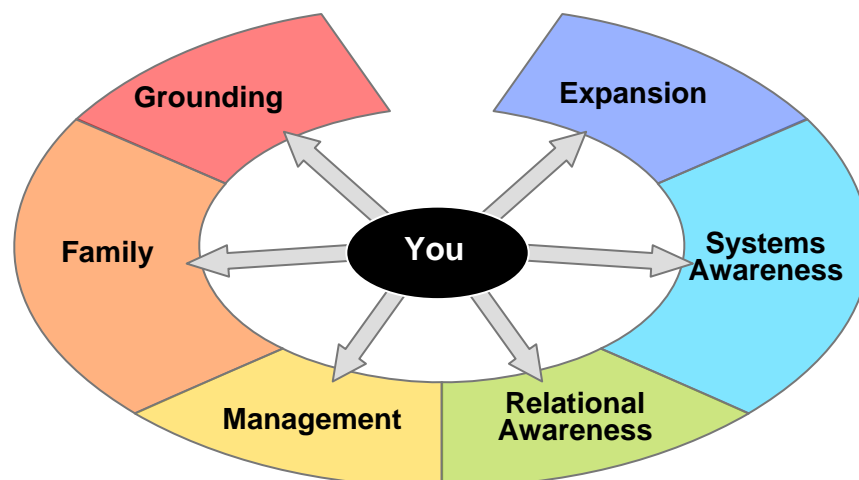 Grounding
Expansion
Family
You
Systems
Awareness
Management
Relational
Awareness